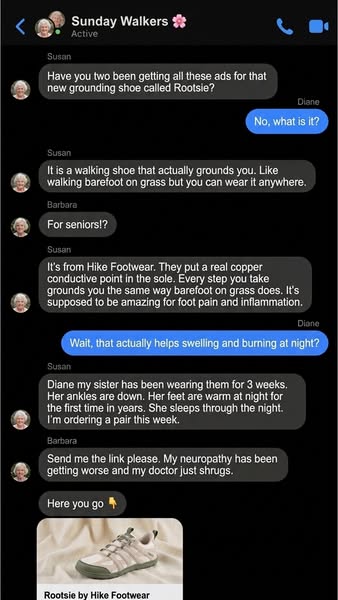 Sunday Walkers 🌸
Active
Susan
Have you two been getting all these ads for that
new grounding shoe called Rootsie?
Diane
No, what is it?
Susan
It is a walking shoe that actually grounds you. Like
walking barefoot on grass but you can wear it anywhere.
Barbara
For seniors!?
Susan
It's from Hike Footwear. They put a real copper
conductive point in the sole. Every step you take
grounds you the same way barefoot on grass does. It's
supposed to be amazing for foot pain and inflammation.
Diane
Wait, that actually helps swelling and burning at night?
Susan
Diane my sister has been wearing them for 3 weeks.
Her ankles are down. Her feet are warm at night for
the first time in years. She sleeps through the night.
I'm ordering a pair this week.
Barbara
Send me the link please. My neuropathy has been
getting worse and my doctor just shrugs.
Here you go 👇
Rootsie by Hike Footwear